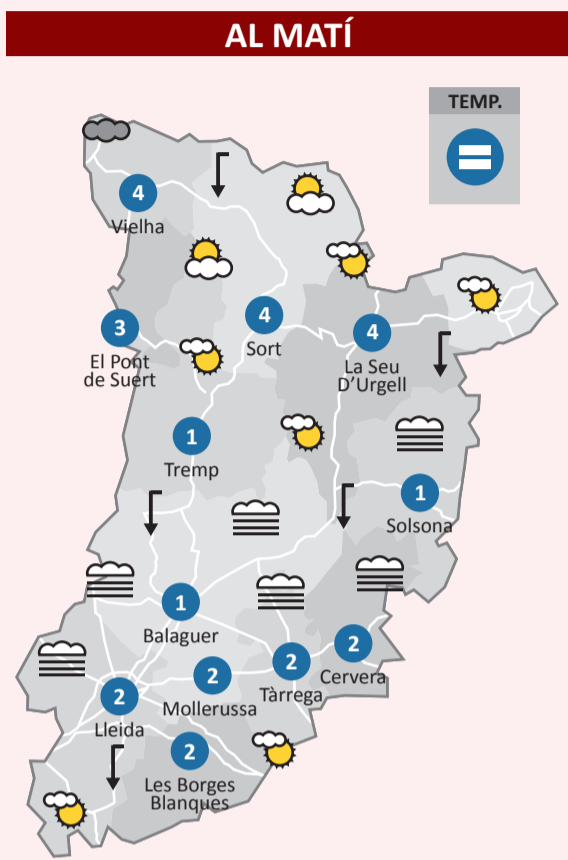 AL MATÍ
TEMP.
4
Vielha
3
El Pont
de Suert
4
Sort
4
La Seu
D’Urgell
1
Tremp
1
Solsona
1
Balaguer
2
Cervera
2
Tàrrega
2
Mollerussa
2
Lleida
2
Les Borges
Blanques